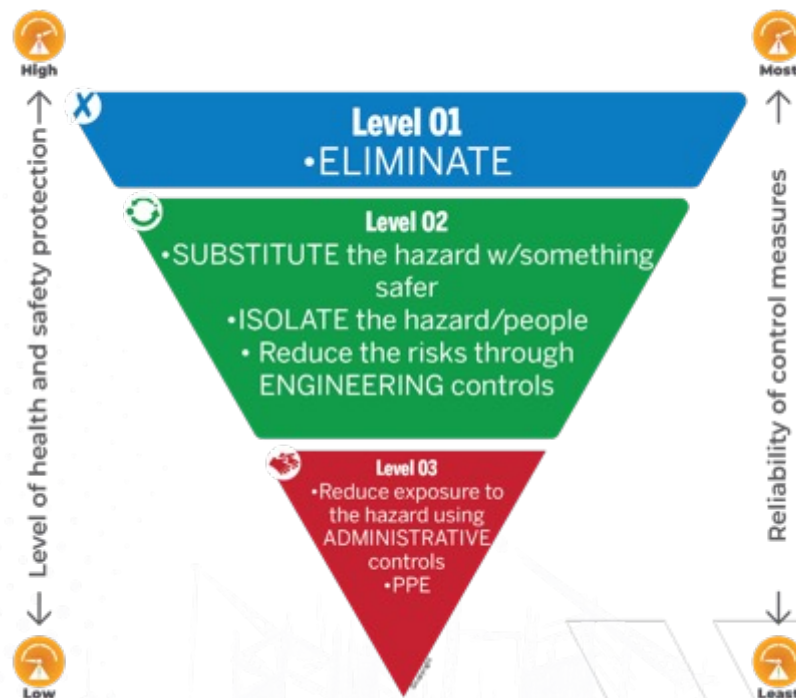 High
Most
Level of health and safety protection
Reliability of control measures
Level 01
•ELIMINATE
Level 02
•SUBSTITUTE the hazard w/something
safer
•ISOLATE the hazard/people
• Reduce the risks through
ENGINEERING controls
Level 03
•Reduce exposure to
the hazard using
ADMINISTRATIVE
controls
•PPE
Low
Least